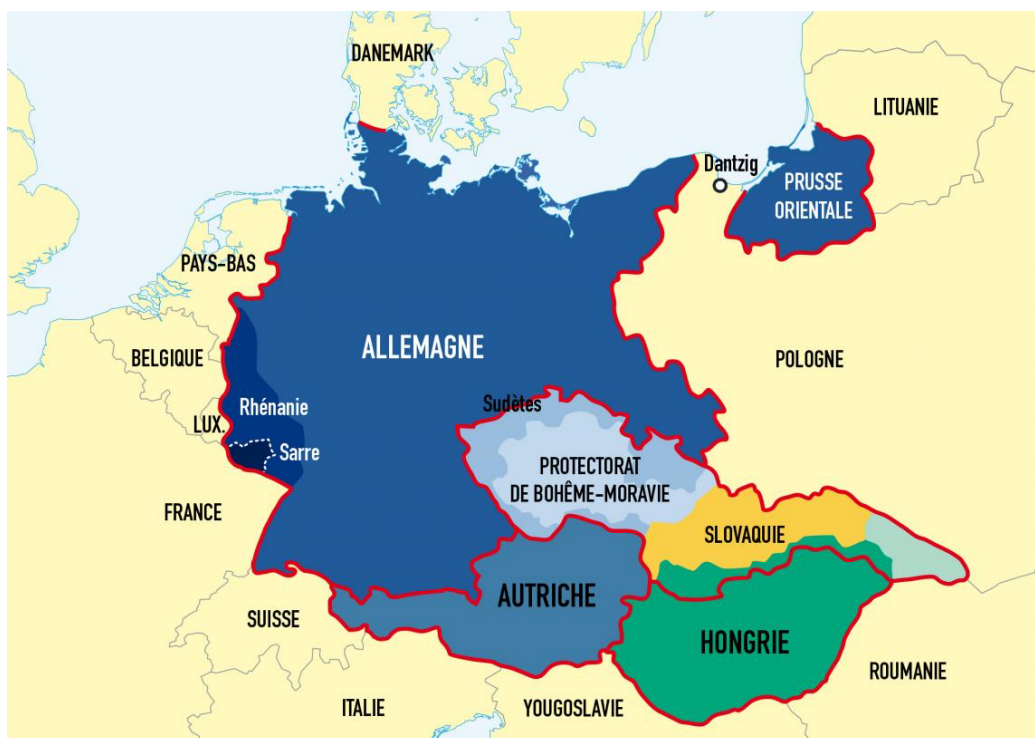 DANEMARK
LITUANIE
Dantzig
PRUSSE
ORIENTALE
PAYS-BAS
ALLEMAGNE
BELGIQUE
POLOGNE
Rhénanie
Sudètes
LUX.
Sarre
PROTECTORAT
DE BOHÊME-MORAVIE
FRANCE
SLOVAQUIE
AUTRICHE
SUISSE
HONGRIE
ROUMANIE
ITALIE
YOUGOSLAVIE